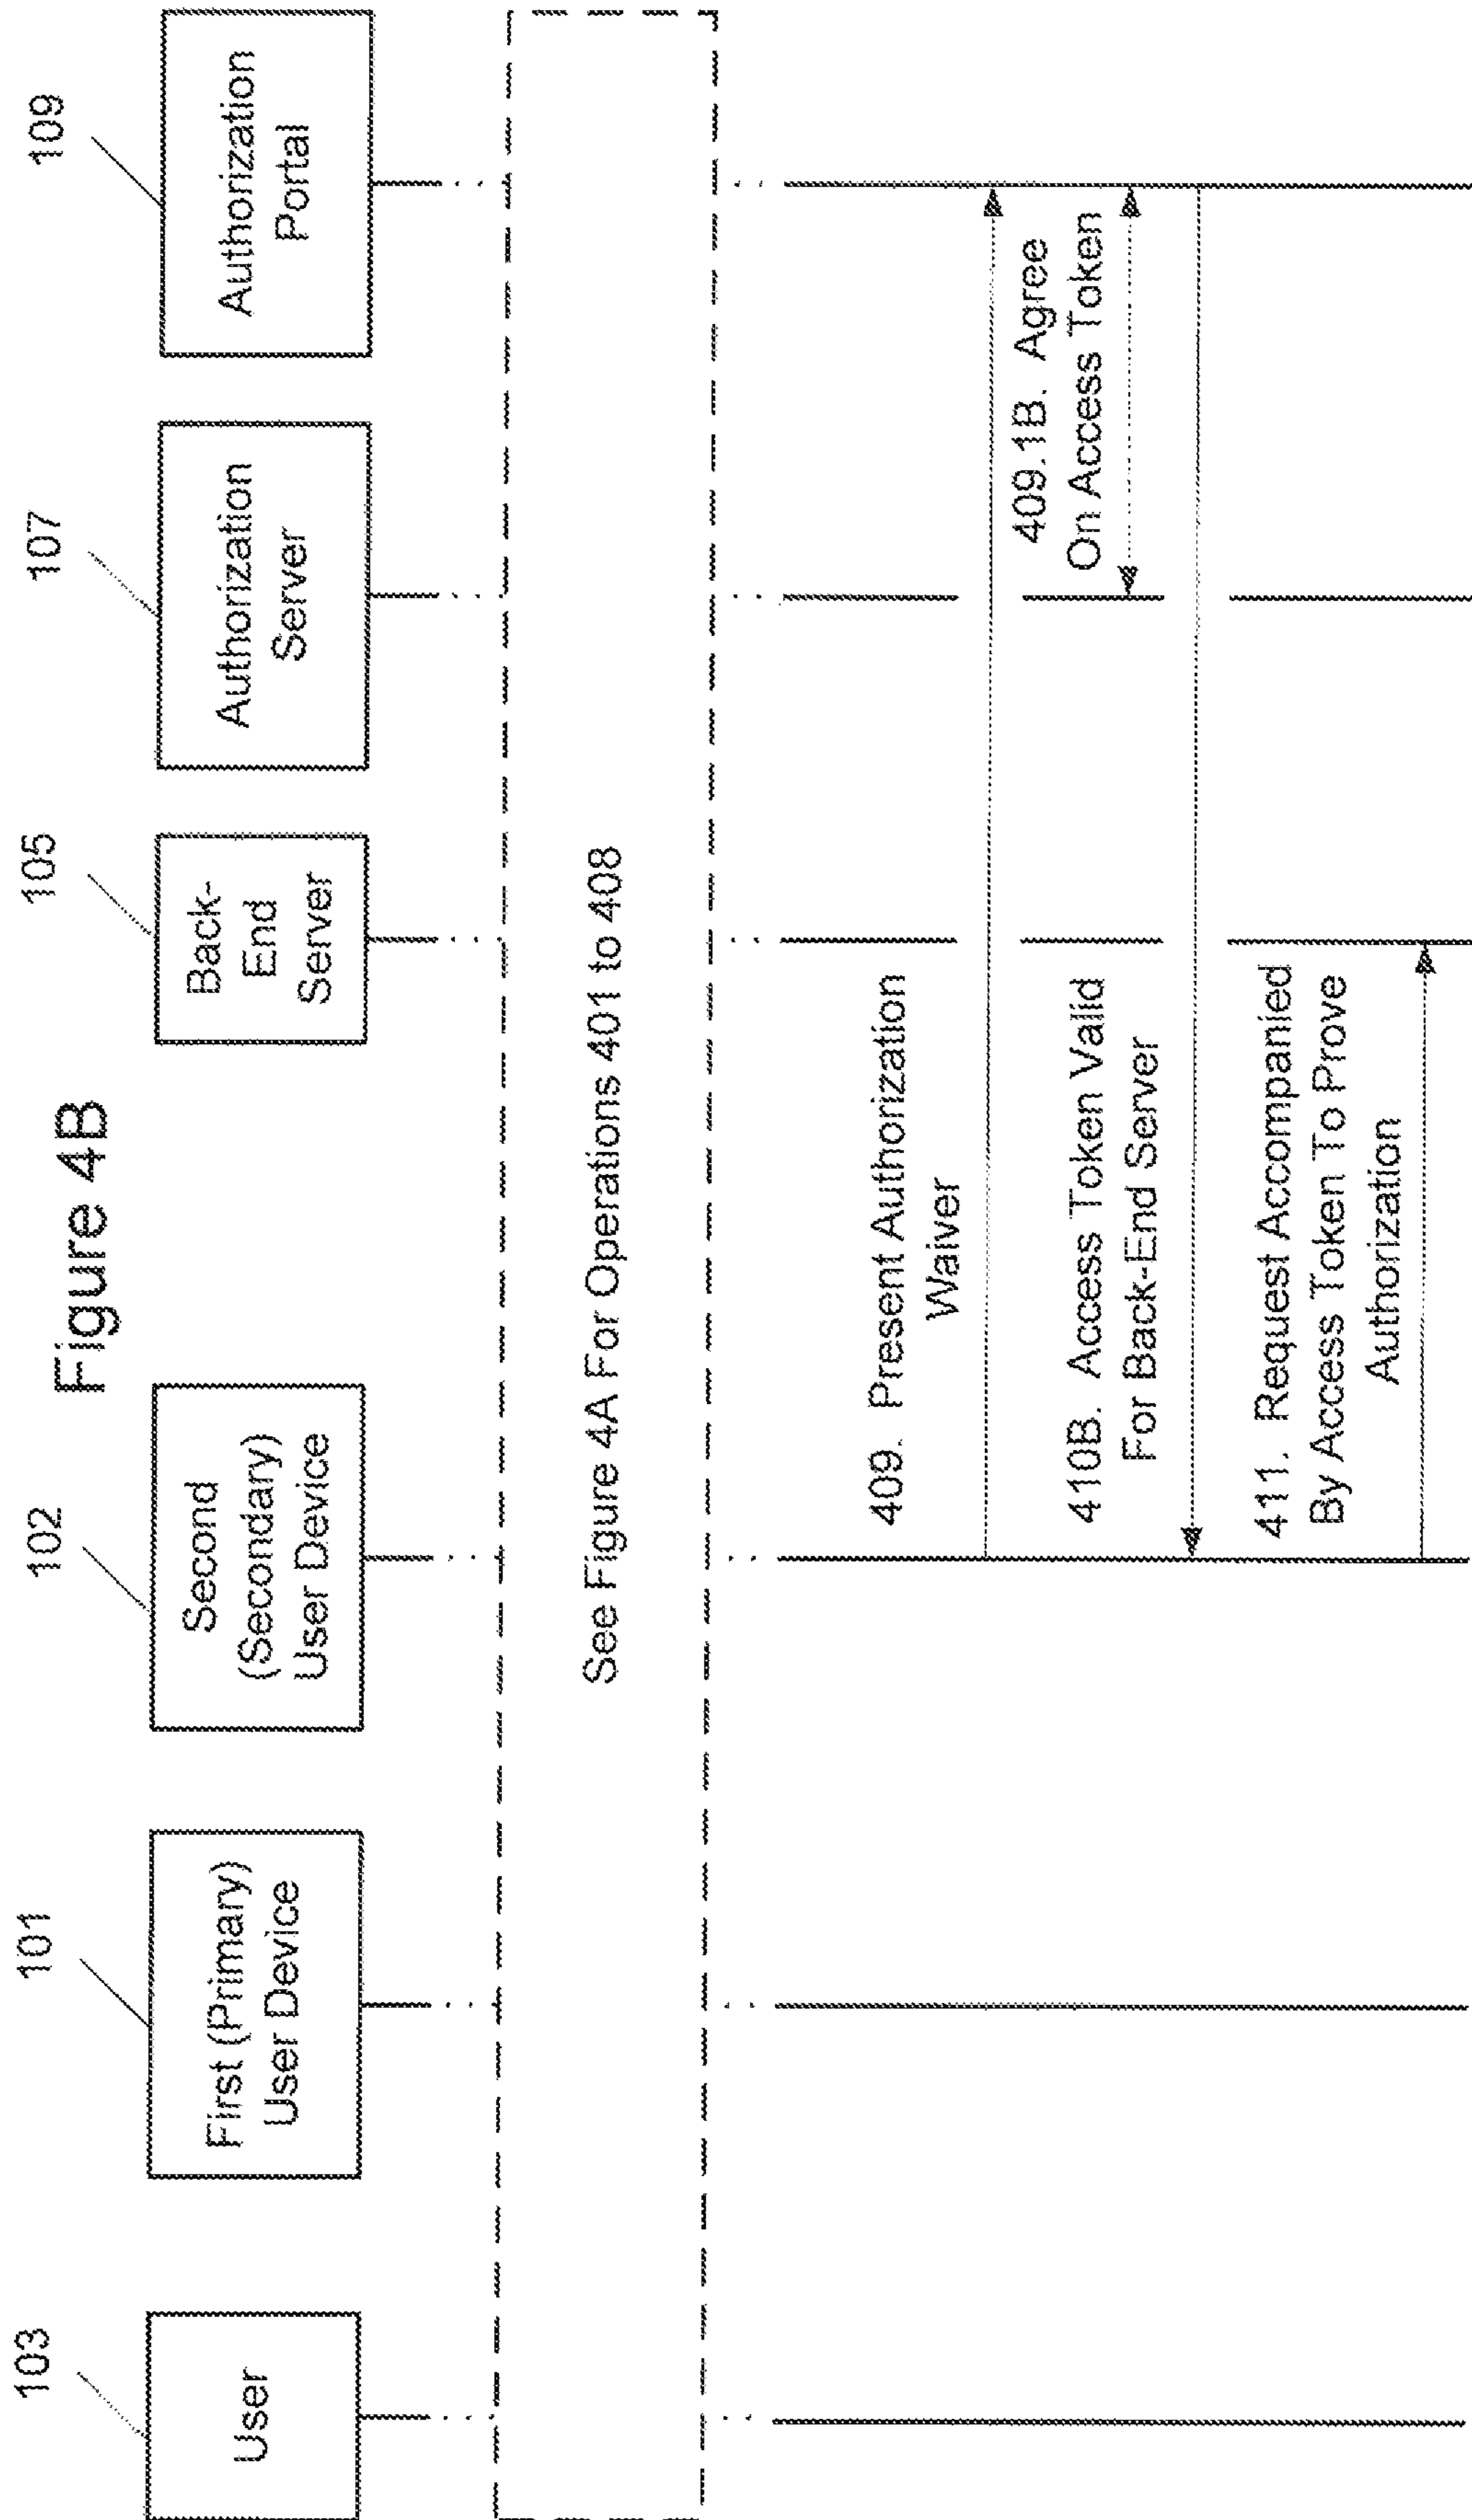 Figure 4B
103
101
102
105
107
109
User
First (Primary)
User Device
Second
(Secondary)
User Device
Back-
End
Server
Authorization
Server
Authorization
Portal
See Figure 4A For Operations 401 to 408
409. Present Authorization
Waiver
409.1B. Agree
On Access Token
410B. Access Token Valid
For Back-End Server
411. Request Accompanied
By Access Token To Prove
Authorization